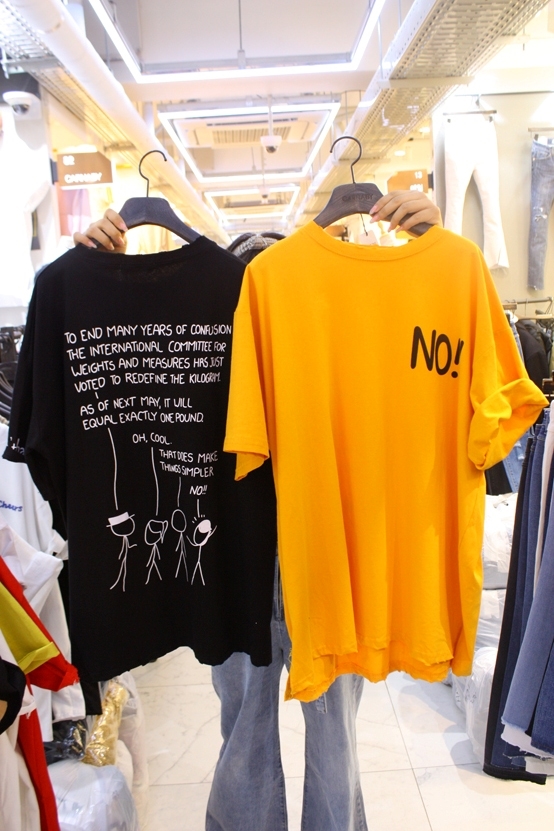 TO END MANY YEARS OF CONFUSION
THE INTERNATIONAL COMMITTEE FOR
WEIGHTS AND MEASURES HAS JUST
VOTED TO REDEFINE THE KILOGRAM.
AS OF NEXT MAY, IT WILL
EQUAL EXACTLY ONE POUND.
OH, COOL.
THAT DOES MAKE
THINGS SIMPLER
NO!!
NO!!